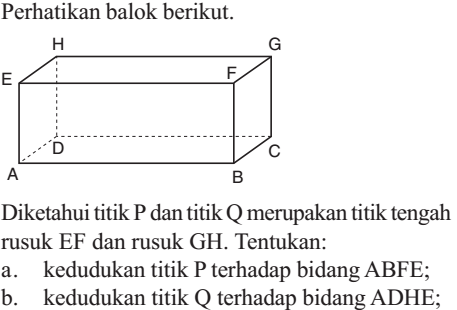 Perhatikan balok berikut.
H G
E F
D C
A B
Diketahui titik P dan titik Q merupakan titik tengah
rusuk EF dan rusuk GH. Tentukan:
a. kedudukan titik P terhadap bidang ABFE;
b. kedudukan titik Q terhadap bidang ADHE;